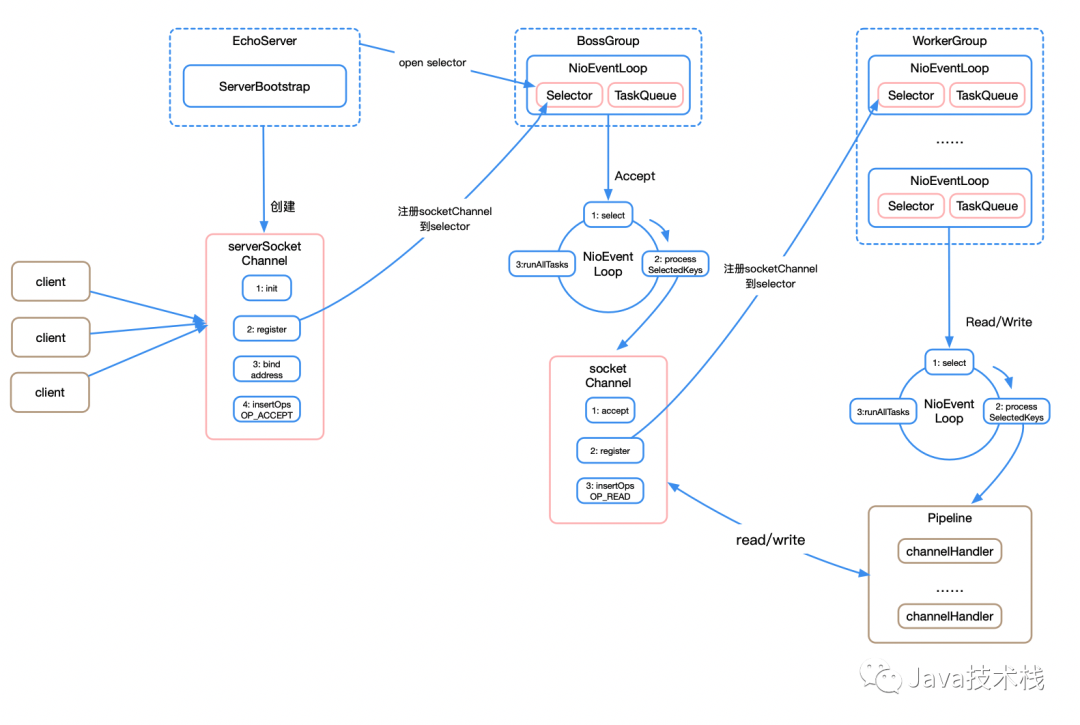 EchoServer
ServerBootstrap
open selector
创建
client
client
client
serverSocket
Channel
1: init
2: register
3: bind
address
4: insertOps
OP_ACCEPT
注册socketChannel
到selector
BossGroup
NioEventLoop
Selector
TaskQueue
Accept
1: select
2: process
SelectedKeys
3:runAllTasks
NioEvent
Loop
socket
Channel
1: accept
2: register
3: insertOps
OP_READ
注册socketChannel
到selector
WorkerGroup
NioEventLoop
Selector
TaskQueue
······
NioEventLoop
Selector
TaskQueue
Read/Write
1: select
2: process
SelectedKeys
3:runAllTasks
NioEvent
Loop
read/write
Pipeline
channelHandler
······
channelHandler
Java技术栈